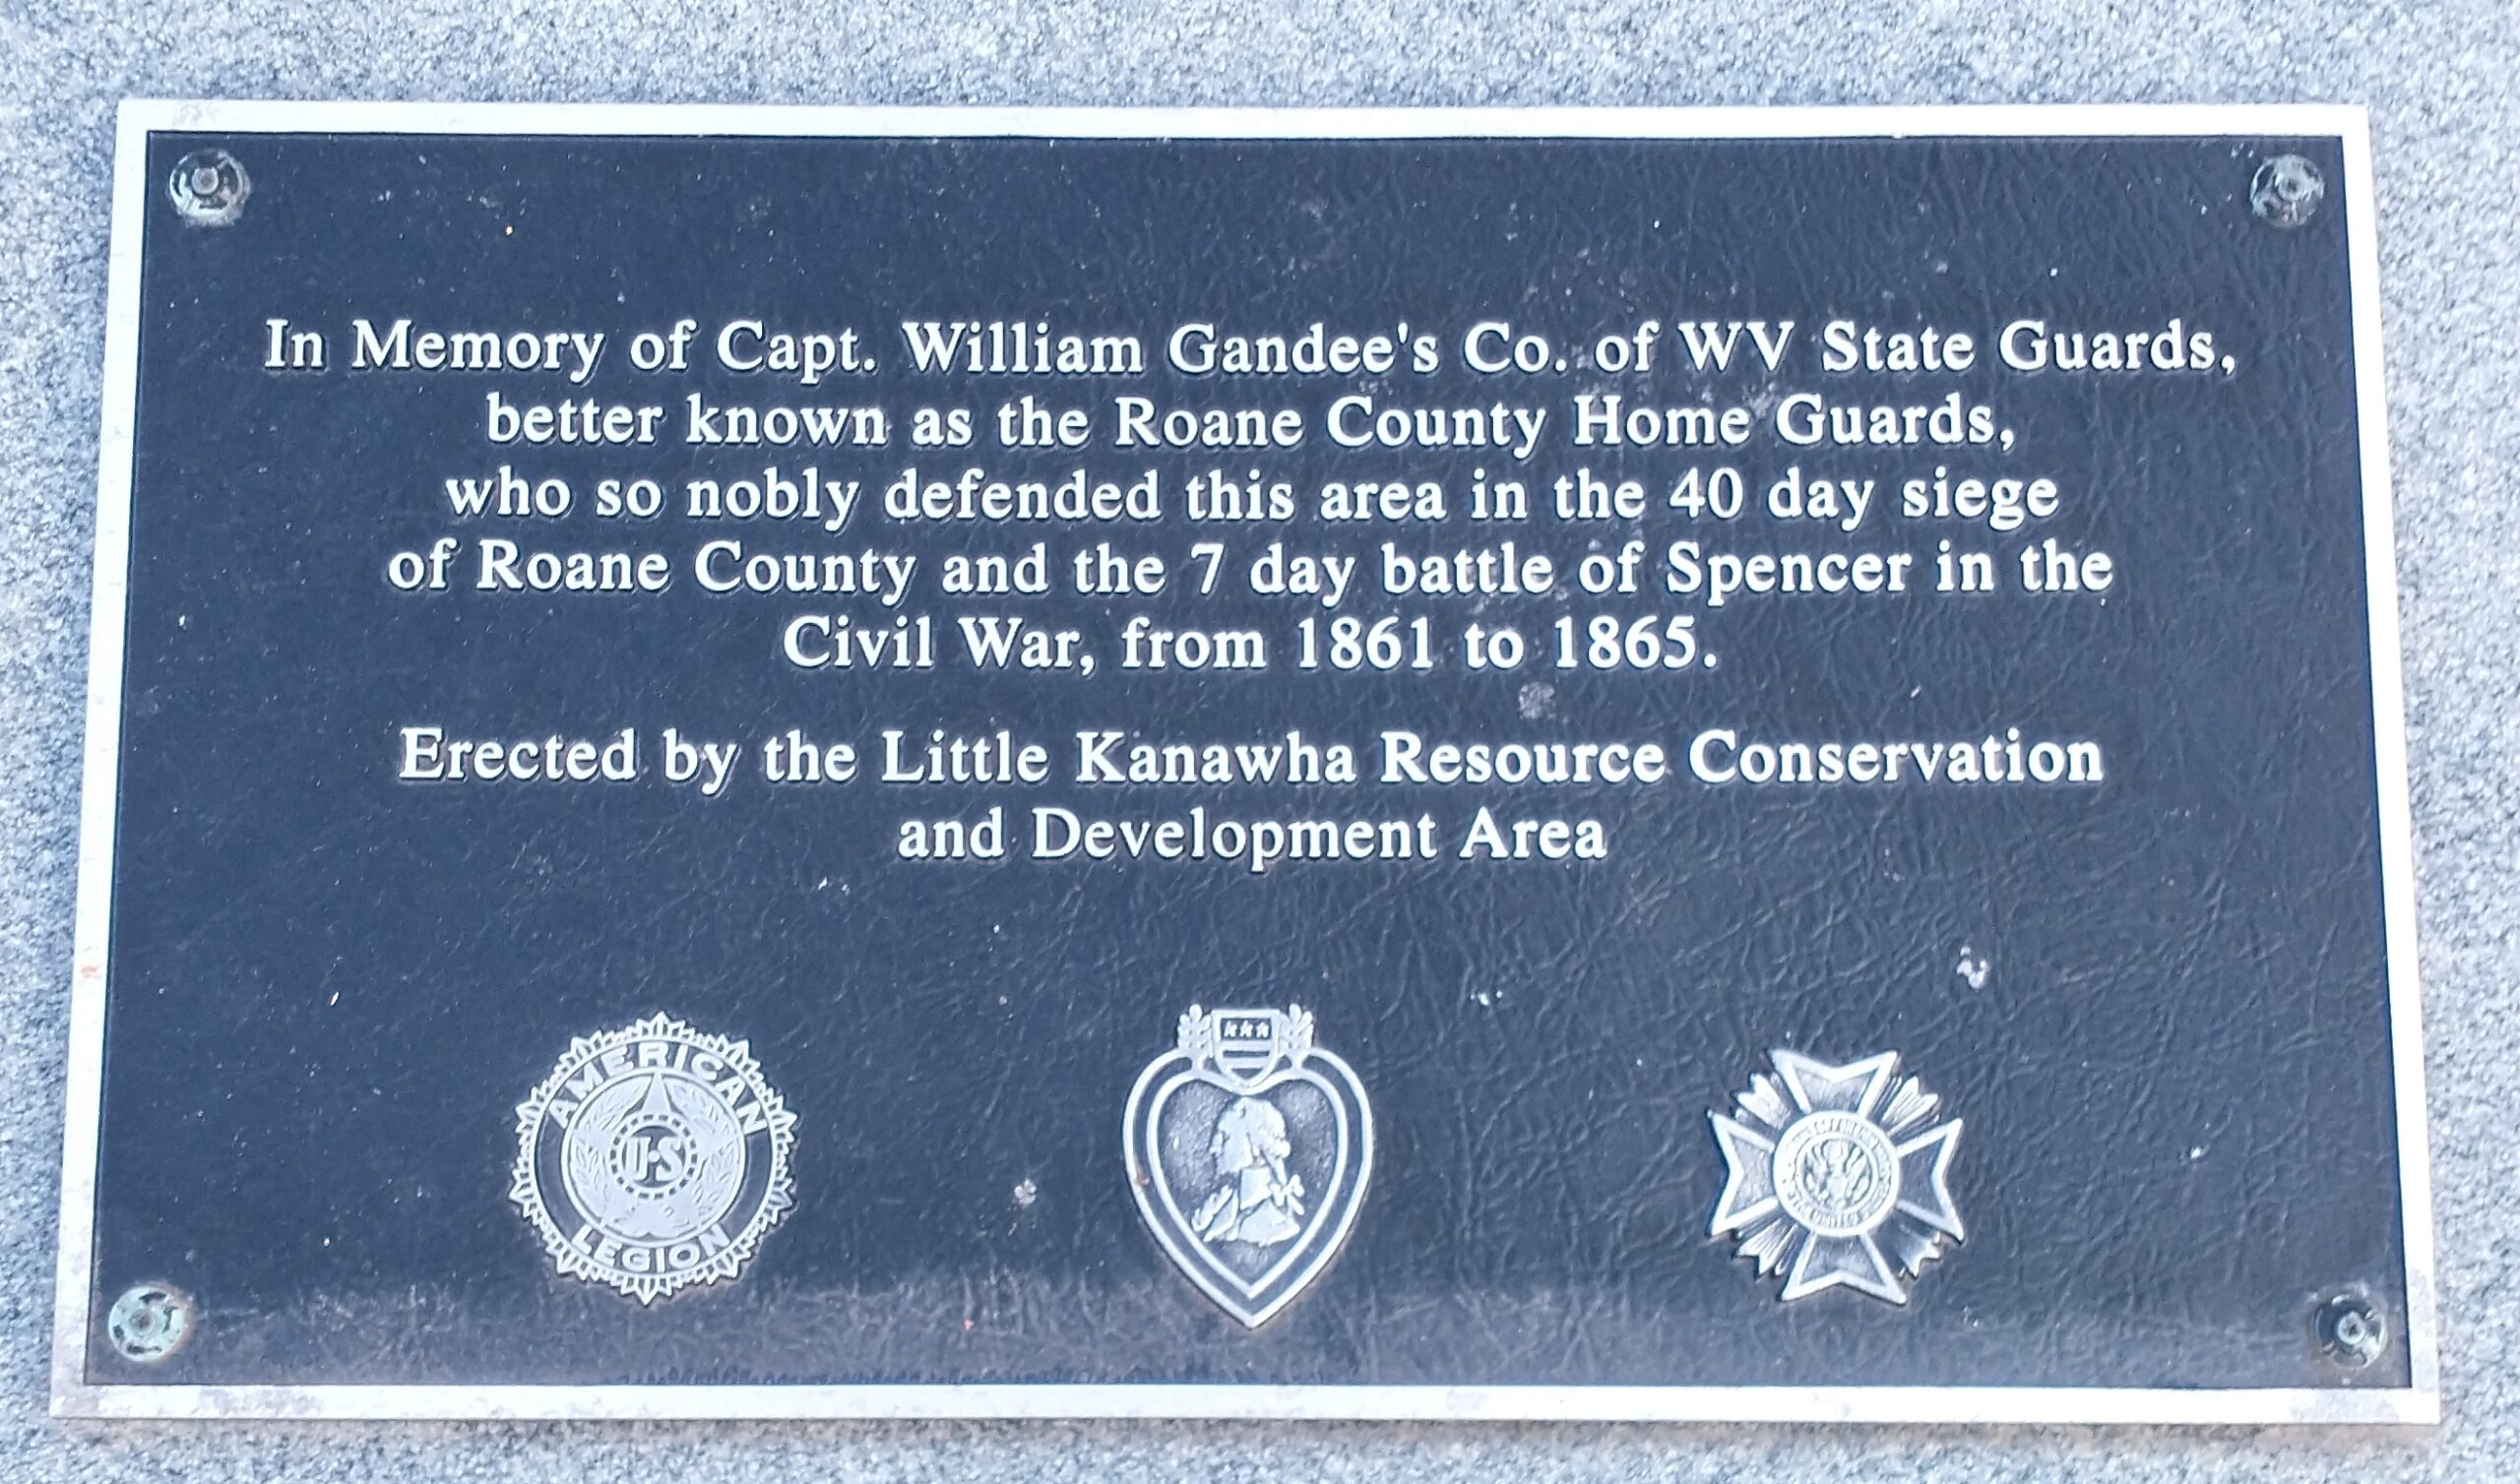 In Memory of Capt. William Gandee's Co. of WV State Guards,
better known as the Roane County Home Guards,
who so nobly defended this area in the 40 day siege
of Roane County and the 7 day battle of Spencer in the
Civil War, from 1861 to 1865.
Erected by the Little Kanawha Resource Conservation
and Development Area
AMERICAN
U·S
LEGION